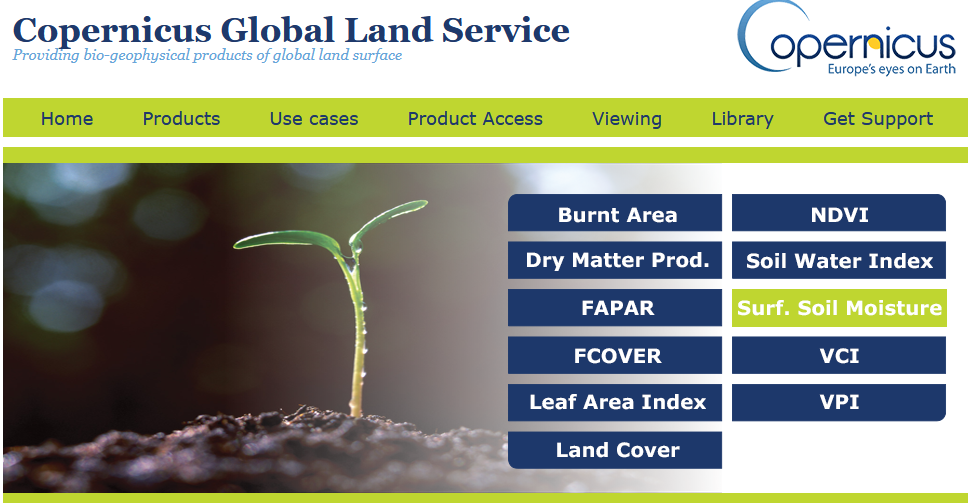 Copernicus Global Land Service
Providing bio-geophysical products of global land surface
Copernicus
Europe's eyes on Earth
Home Products Use cases Product Access Viewing Library Get Support
Burnt Area
Dry Matter Prod.
FAPAR
FCOVER
Leaf Area Index
Land Cover
NDVI
Soil Water Index
Surf. Soil Moisture
VCI
VPI